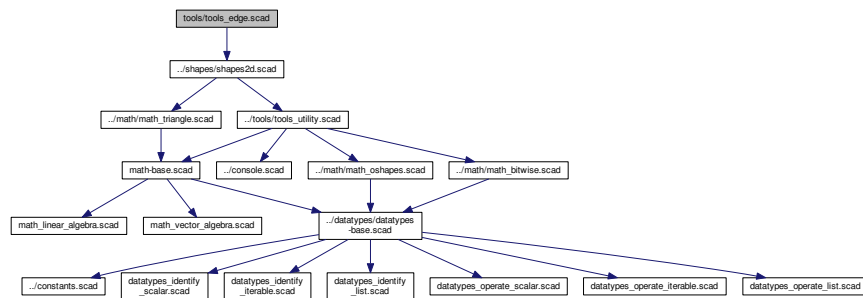 tools/tools_edge.scad
../shapes/shapes2d.scad
../math/math_triangle.scad
../tools/tools_utility.scad
math-base.scad
../console.scad
../math/math_oshapes.scad
../math/math_bitwise.scad
math_linear_algebra.scad
math_vector_algebra.scad
../datatypes/datatypes
-base.scad
../constants.scad
datatypes_identify
_scalar.scad
datatypes_identify
_iterable.scad
datatypes_identify
_list.scad
datatypes_operate_scalar.scad
datatypes_operate_iterable.scad
datatypes_operate_list.scad